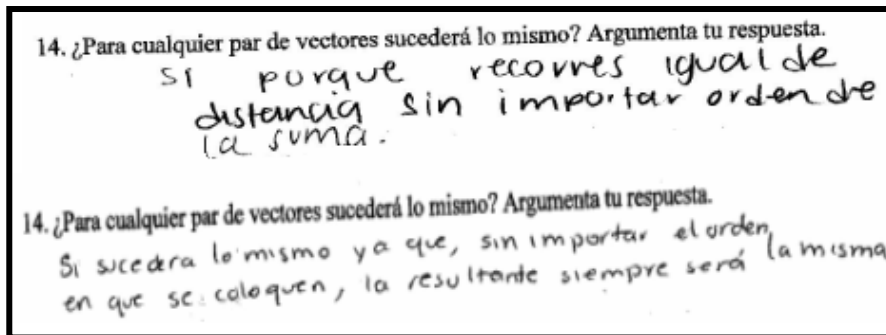 14. ¿Para cualquier par de vectores sucederá lo mismo? Argumenta tu respuesta.
si porque recorres igual de
distancia sin importar orden de
la suma.
14. ¿Para cualquier par de vectores sucederá lo mismo? Argumenta tu respuesta.
Si sucedera lo mismo ya que, sin importar el orden
en que se coloquen, la resultante siempre será la misma